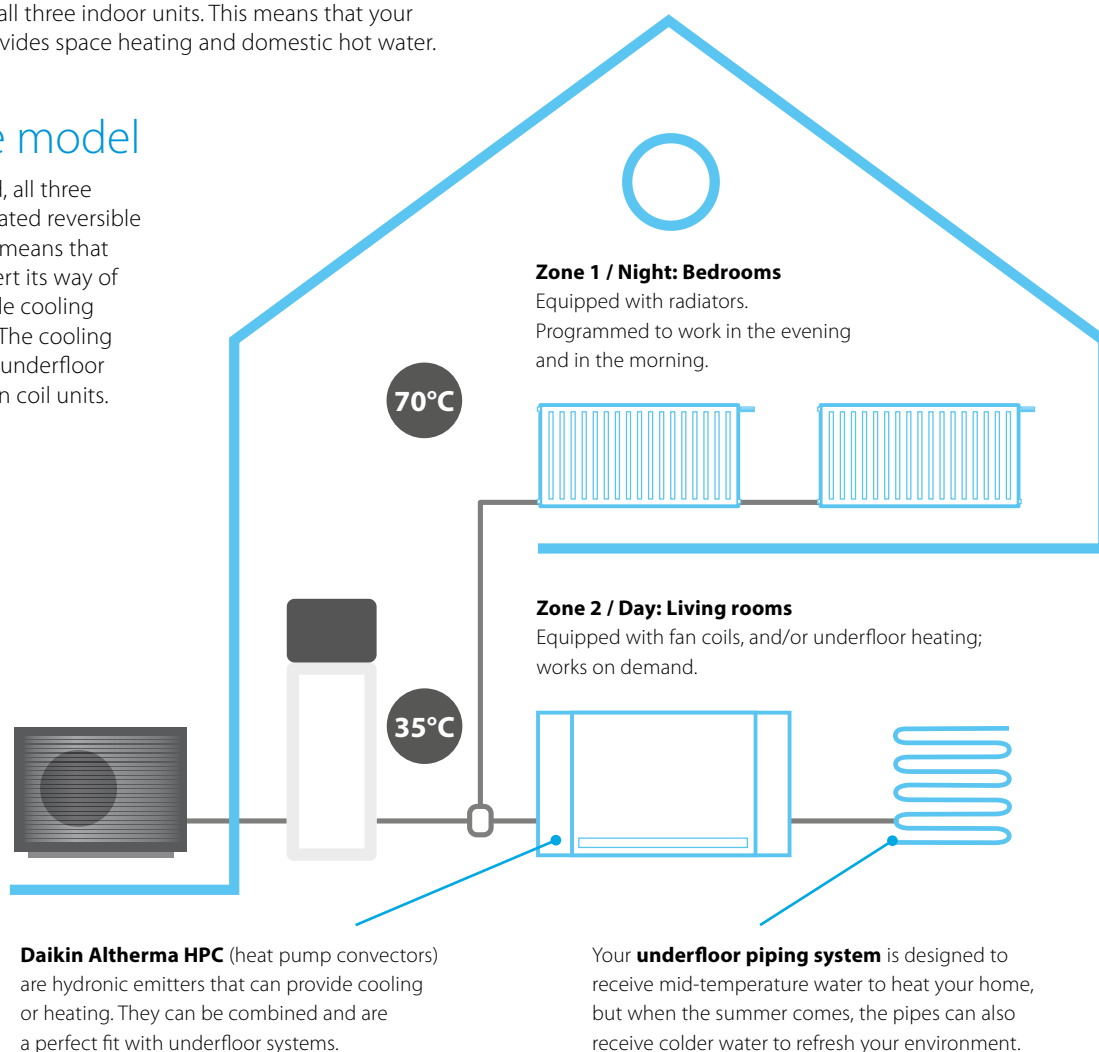 all three indoor units. This means that your
vides space heating and domestic hot water.
e model
, all three
ated reversible
means that
ert its way of
le cooling
The cooling
underfloor
n coil units.
Zone 1 / Night: Bedrooms
Equipped with radiators.
Programmed to work in the evening
and in the morning.
70°C
Zone 2 / Day: Living rooms
Equipped with fan coils, and/or underfloor heating;
works on demand.
35°C
Daikin Altherma HPC (heat pump convectors)
are hydronic emitters that can provide cooling
or heating. They can be combined and are
a perfect fit with underfloor systems.
Your underfloor piping system is designed to
receive mid-temperature water to heat your home,
but when the summer comes, the pipes can also
receive colder water to refresh your environment.